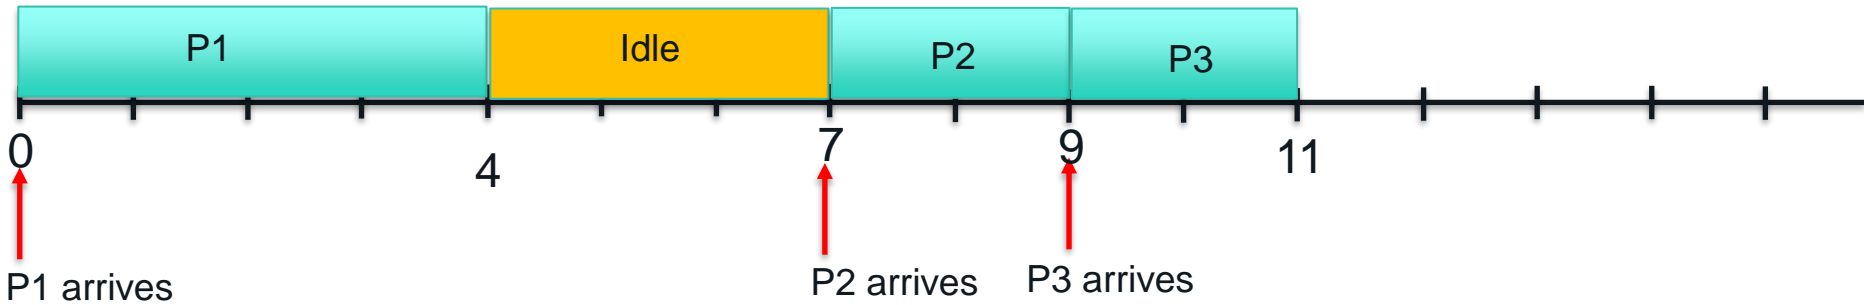 P1
Idle
P2
P3
0
4
7
9
11
P1 arrives
P2 arrives
P3 arrives